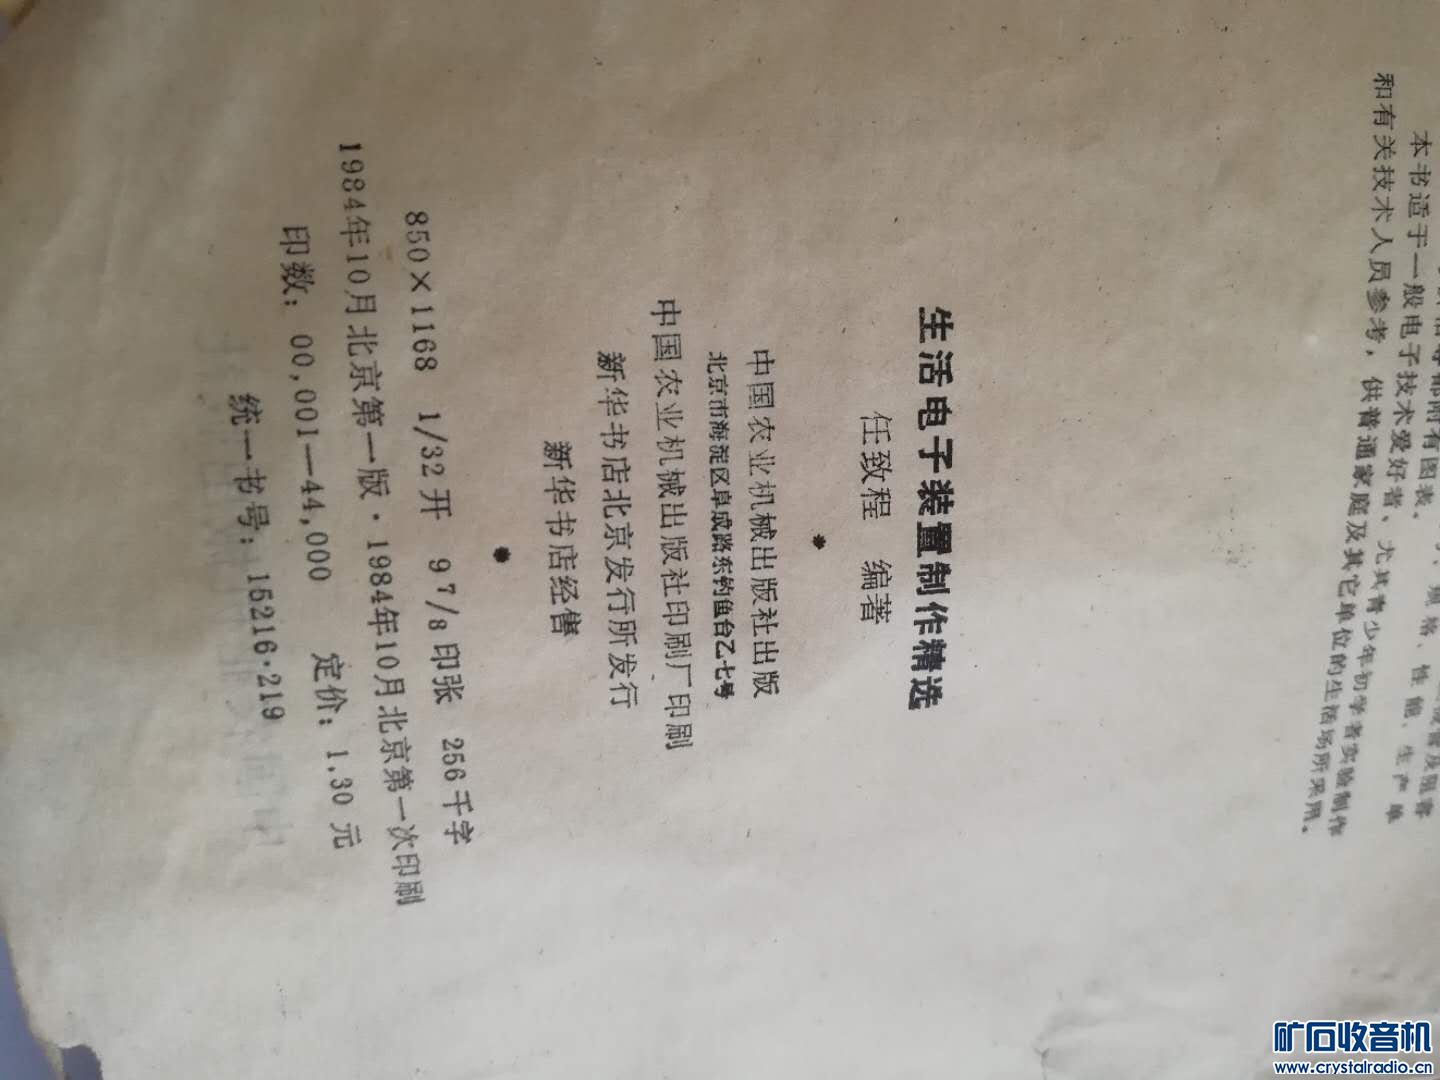 都附有图表。
本书适于一般电子技术爱好者、尤其青少年初学者实验制作
和有关技术人员参考，供普通家庭及其它单位的生活场所采用。
生活电子装置制作精选
任致程 编著
*
中国农业机械出版社出版
北京市海淀区阜成路东钓鱼台乙七号
中国农业机械出版社印刷厂印刷
新华书店北京发行所发行
新华书店经售
*
850×1168 1/32开 9 7/8印张 256千字
1984年10月北京第一版·1984年10月北京第一次印刷
印数：00,001—44,000 定价：1.30元
统一书号：15216·219
矿石收音机
www.crystalradio.cn